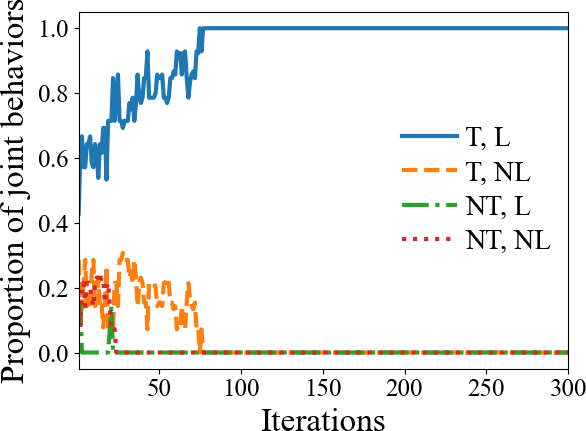 Proportion of joint behaviors
1.0
0.8
0.6
0.4
0.2
0.0
T, L
T, NL
NT, L
NT, NL
50 100 150 200 250 300
Iterations